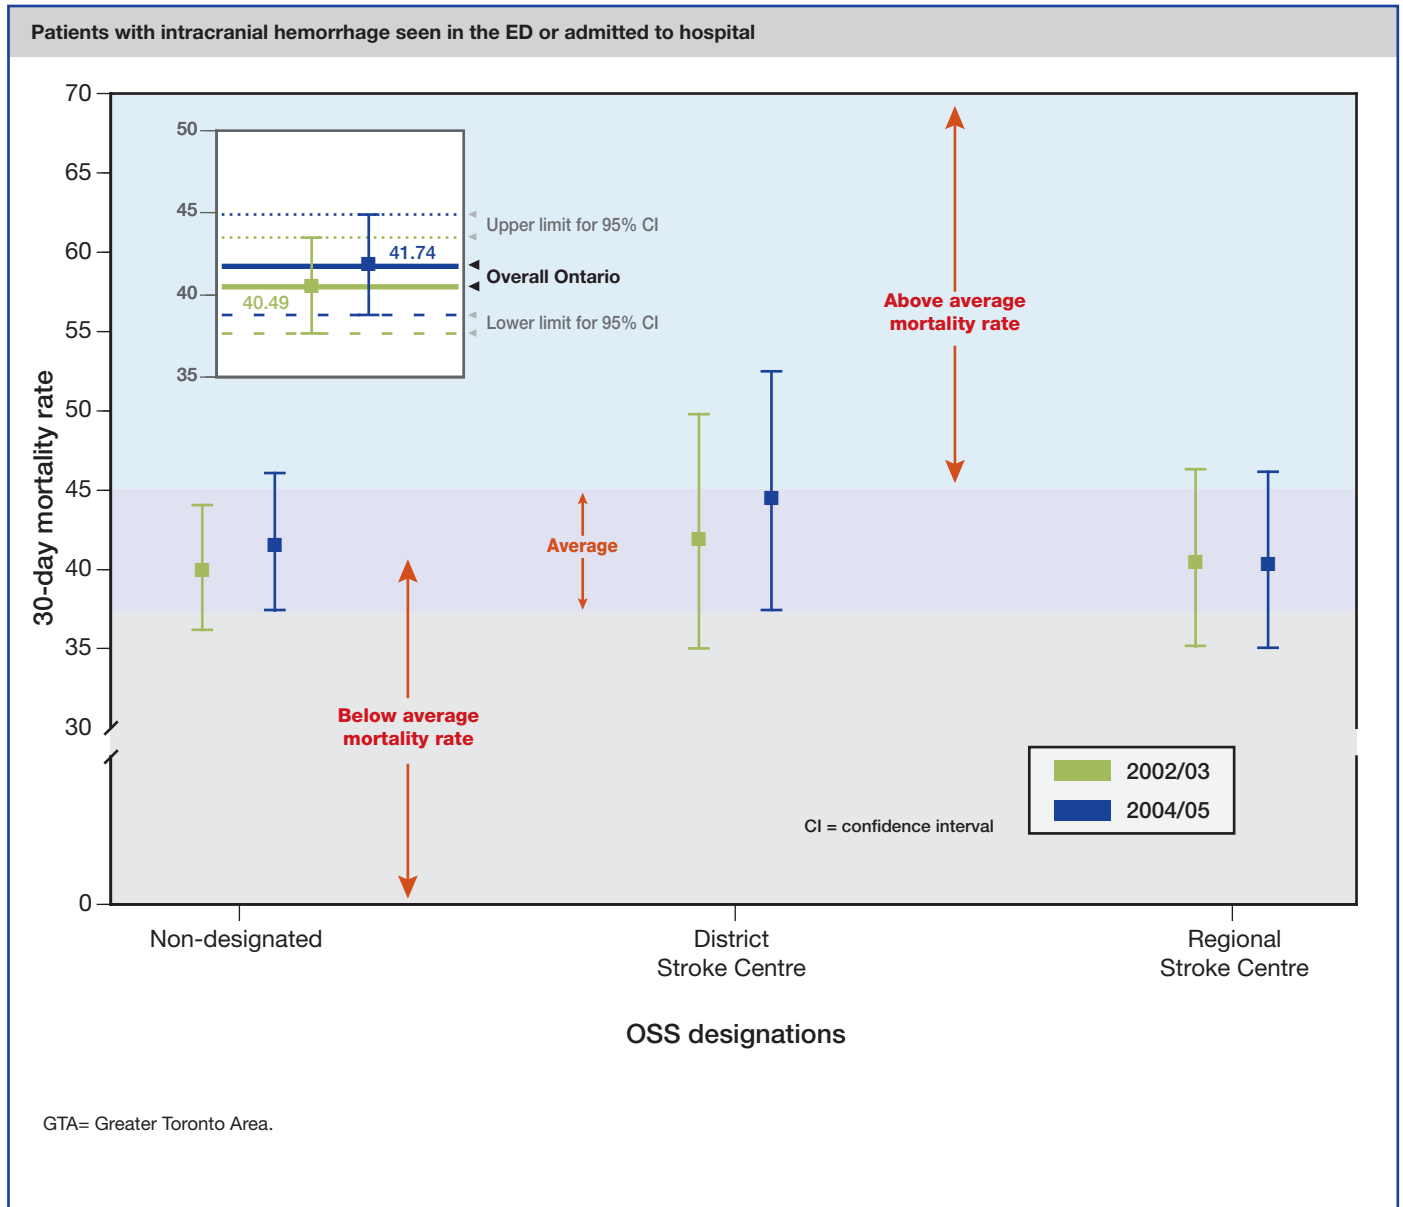 Patients with intracranial hemorrhage seen in the ED or admitted to hospital
30-day mortality rate
70
65
60
55
50
45
40
35
30
0
50
45
40
35
41.74
40.49
Upper limit for 95% CI
Overall Ontario
Lower limit for 95% CI
Above average
mortality rate
Average
Below average
mortality rate
2002/03
2004/05
CI = confidence interval
Non-designated
District
Stroke Centre
Regional
Stroke Centre
OSS designations
GTA= Greater Toronto Area.